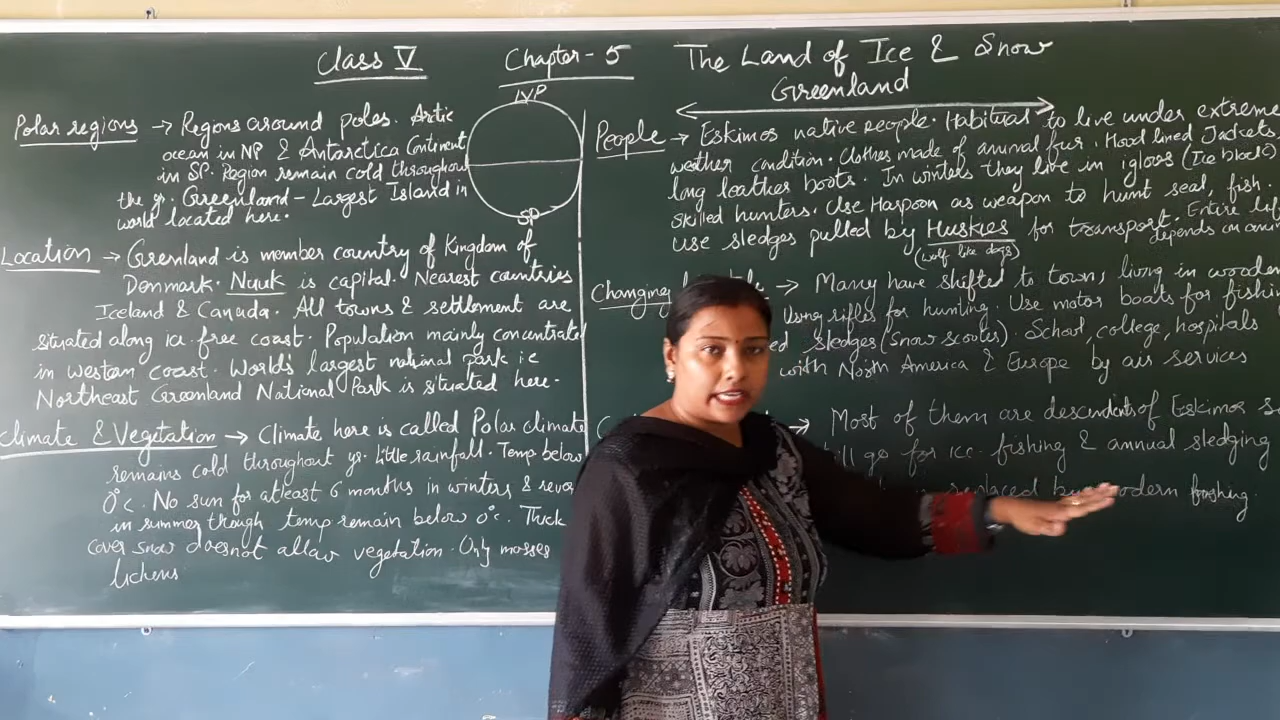 Class V
Chapter - 5
The Land of Ice & Snow
Greenland
Polar regions → Regions around poles. Arctic
ocean in NP & Antarctica Continent
in SP. Region remain cold throughout
the yr. Greenland - Largest Island in
world located here.
NP
SP
Location → Greenland is member country of Kingdom of
Denmark. Nuuk is capital. Nearest countries
Iceland & Canada. All towns & settlement are
situated along ice free coast. Population mainly concentrated
in Western coast. World's largest national park ie
Northeast Greenland National Park is situated here.
Climate & Vegetation → Climate here is called Polar climate
remains cold throughout yr. Little rainfall. Temp below
0°c. No sun for atleast 6 months in winters &
in summer though temp remain below 0°c. Thick
cover snow doesnot allow vegetation. Only mosses
lichens
People → Eskimos native people. Habitual to live under extreme
weather condition. Clothes made of animal fur. Hood lined Jackets
long leather boots. In winters they live in igloos (Ice block)
skilled hunters. Use Harpoon as weapon to hunt seal, fish.
Use sledges pulled by Huskies for transport. Entire
(wolf like dogs)
depends on
Changing → Many have shifted to town, living in wooden
Using rifles for hunting. Use motor boats for
sledges (Snow scooter). School, college, hospitals
with North America & Europe by air services
→ Most of them are descendents of Eskimos
go for ice fishing & annual sledging
replaced by modern fishing